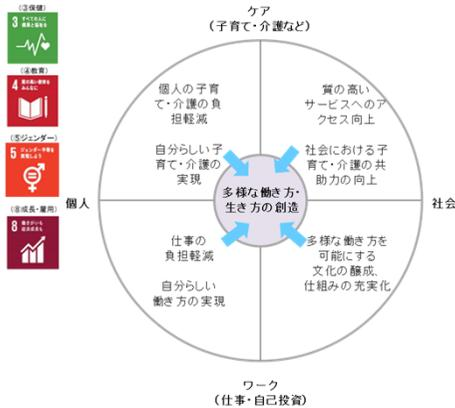 (③保健)
3 すべての人に
健康と福祉を
(④教育)
4 質の高い教育を
みんなに
(⑤ジェンダー)
5 ジェンダー平等を
実現しよう
(⑧成長・雇用)
8 働きがいも
経済成長も
ケア
(子育て・介護など)
個人の子育
て・介護の負
担軽減
自分らしい子
育て・介護の
実現
質の高い
サービスへのア
クセス向上
社会における子
育て・介護の共
助力の向上
個人
多様な働き方・
生き方の創造
社会
仕事の
負担軽減
自分らしい
働き方の実現
多様な働き方を
可能にする
文化の醸成、
仕組みの充実化
ワーク
(仕事・自己投資)